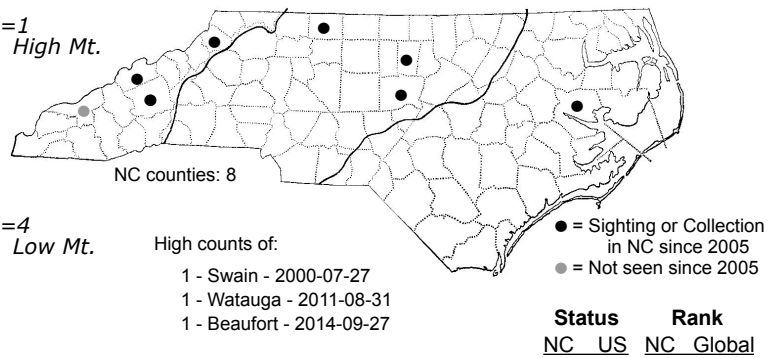 =1
High Mt.
NC counties: 8
=4
Low Mt.
High counts of:
1 - Swain - 2000-07-27
1 - Watauga - 2011-08-31
1 - Beaufort - 2014-09-27
= Sighting or Collection
in NC since 2005
= Not seen since 2005
Status Rank
NC US NC Global